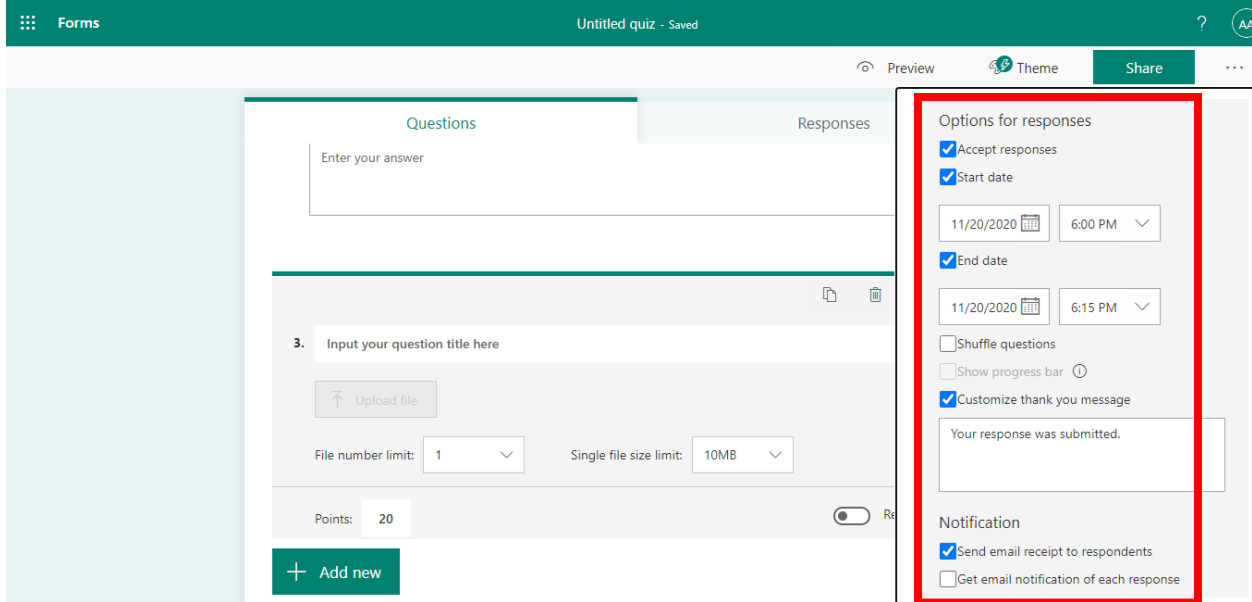 Forms
Untitled quiz - Saved
?
AA
Preview
Theme
Share
...
Questions
Responses
Enter your answer
3. Input your question title here
Upload file
File number limit: 1
Single file size limit: 10MB
Points: 20
Re
Add new
Options for responses
Accept responses
Start date
11/20/2020 6:00 PM
End date
11/20/2020 6:15 PM
Shuffle questions
Show progress bar
Customize thank you message
Your response was submitted.
Notification
Send email receipt to respondents
Get email notification of each response